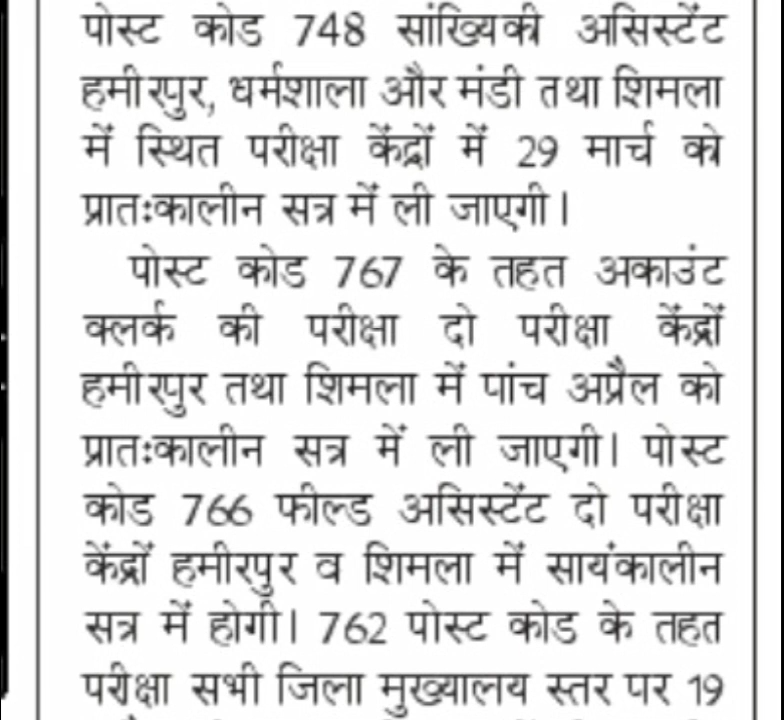 पोस्ट कोड 748 सांख्यिकी असिस्टेंट
हमीरपुर, धर्मशाला और मंडी तथा शिमला
में स्थित परीक्षा केंद्रों में 29 मार्च को
प्रातःकालीन सत्र में ली जाएगी।
पोस्ट कोड 767 के तहत अकाउंट
क्लर्क की परीक्षा दो परीक्षा केंद्रों
हमीरपुर तथा शिमला में पांच अप्रैल को
प्रातःकालीन सत्र में ली जाएगी। पोस्ट
कोड 766 फील्ड असिस्टेंट दो परीक्षा
केंद्रों हमीरपुर व शिमला में सायंकालीन
सत्र में होगी। 762 पोस्ट कोड के तहत
परीक्षा सभी जिला मुख्यालय स्तर पर 19